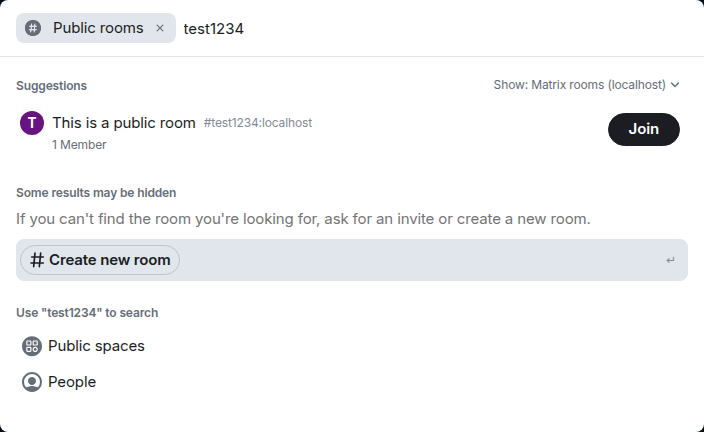 Public rooms × test1234
Suggestions
Show: Matrix rooms (localhost)
T This is a public room #test1234:localhost
1 Member
Join
Some results may be hidden
If you can't find the room you're looking for, ask for an invite or create a new room.
# Create new room ↵
Use "test1234" to search
Public spaces
People